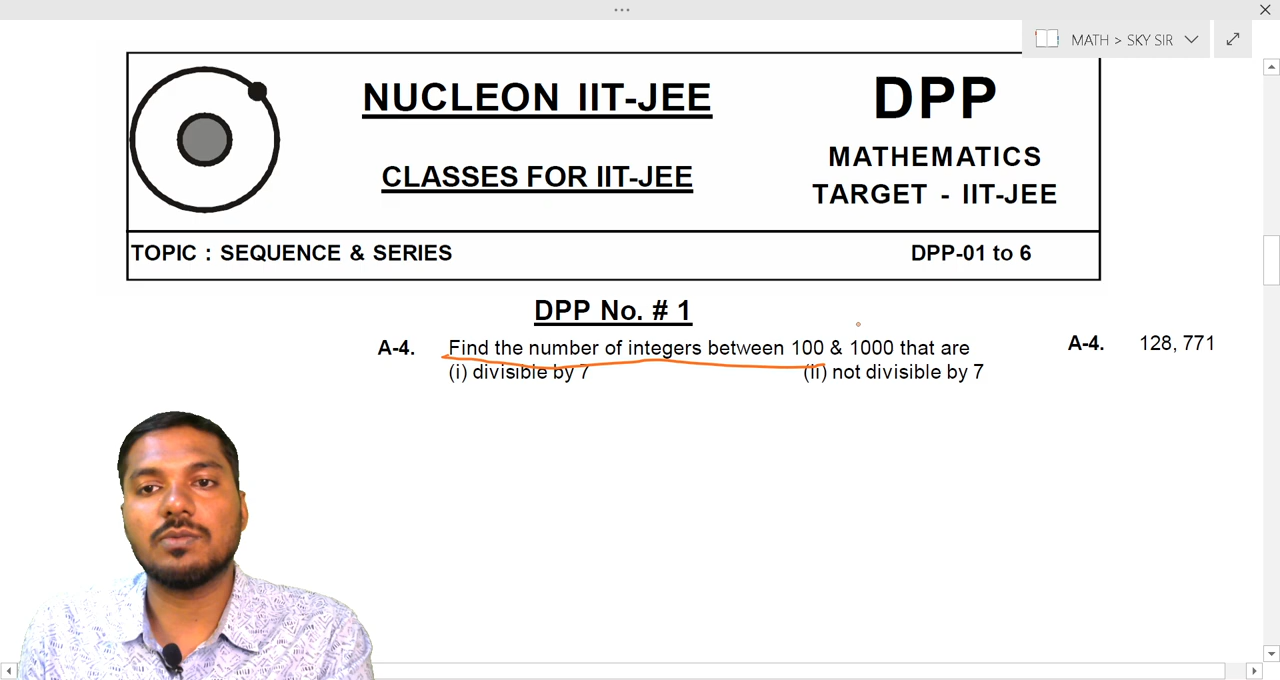 MATH > SKY SIR
NUCLEON IIT-JEE
CLASSES FOR IIT-JEE
DPP
MATHEMATICS
TARGET - IIT-JEE
TOPIC : SEQUENCE & SERIES
DPP-01 to 6
DPP No. # 1
A-4. Find the number of integers between 100 & 1000 that are
(i) divisible by 7 (ii) not divisible by 7
A-4. 128, 771